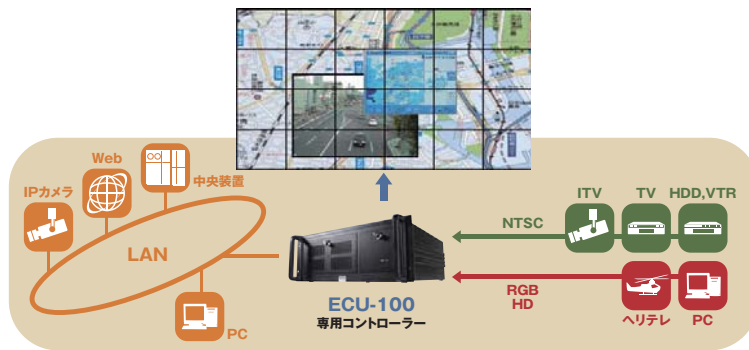 Web
IPカメラ
中央装置
LAN
PC
ECU-100
専用コントローラー
ITV
TV
HDD,VTR
NTSC
RGB
HD
ヘリテレ
PC